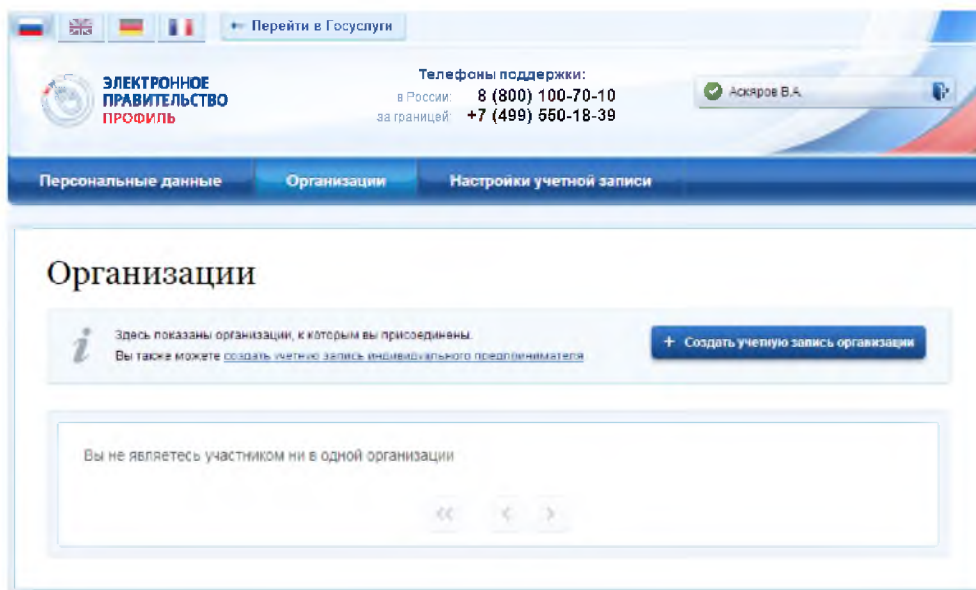 Перейти в Госуслуги
ЭЛЕКТРОННОЕ
ПРАВИТЕЛЬСТВО
ПРОФИЛЬ
Телефоны поддержки:
в России: 8 (800) 100-70-10
за границей: +7 (499) 550-18-39
Аскяров В.А.
Персональные данные Организации Настройки учетной записи
Организации
Здесь показаны организации, к которым вы присоединены.
Вы также можете создать учетную запись индивидуального предпринимателя
+ Создать учетную запись организации
Вы не являетесь участником ни в одной организации